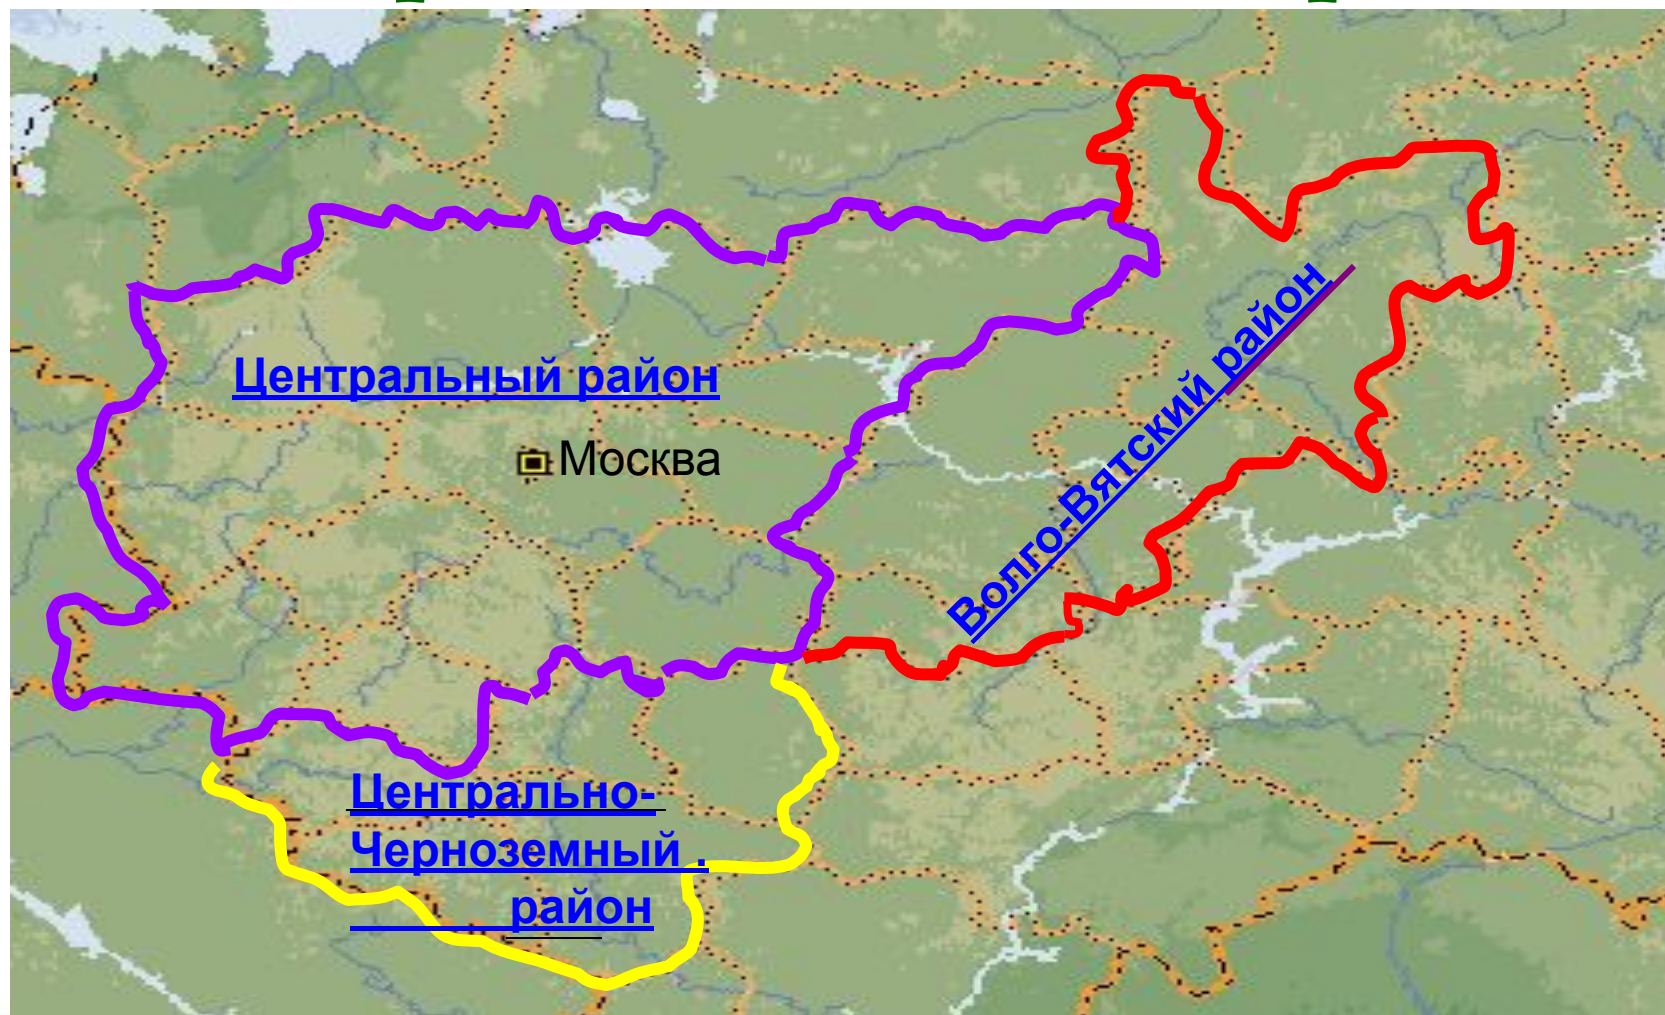 Центральный район
Москва
Волго-Вятский район
Центрально-
Черноземный .
район